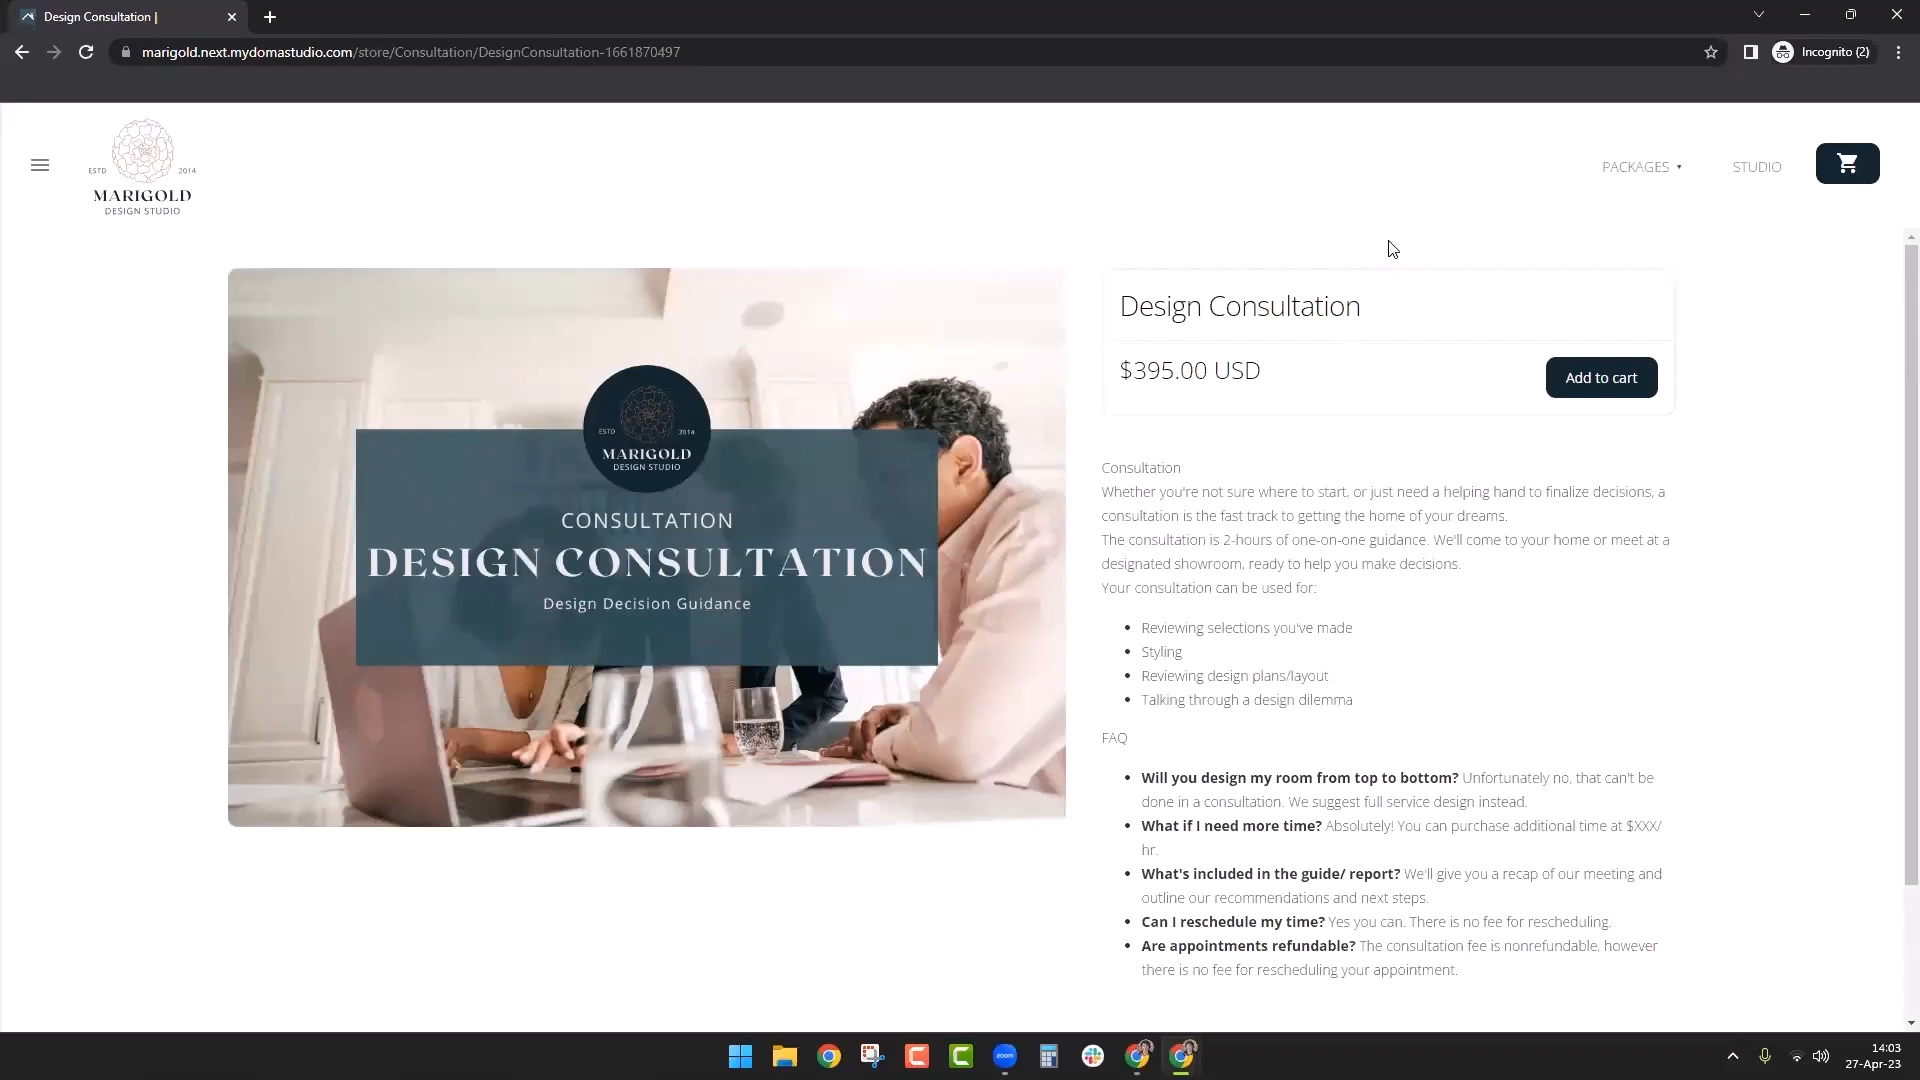 Design Consultation |
marigold.next.mydomastudio.com/store/Consultation/DesignConsultation-1661870497
Incognito (2)
ESTD 2014
MARIGOLD
DESIGN STUDIO
PACKAGES
STUDIO
ESTD 2014
MARIGOLD
DESIGN STUDIO
CONSULTATION
DESIGN CONSULTATION
Design Decision Guidance
Design Consultation
$395.00 USD
Add to cart
Consultation
Whether you're not sure where to start, or just need a helping hand to finalize decisions, a
consultation is the fast track to getting the home of your dreams.
The consultation is 2-hours of one-on-one guidance. We'll come to your home or meet at a
designated showroom, ready to help you make decisions.
Your consultation can be used for:
• Reviewing selections you've made
• Styling
• Reviewing design plans/layout
• Talking through a design dilemma
FAQ
• Will you design my room from top to bottom? Unfortunately no, that can't be
done in a consultation. We suggest full service design instead.
• What if I need more time? Absolutely! You can purchase additional time at $XXX/
hr.
• What's included in the guide/ report? We'll give you a recap of our meeting and
outline our recommendations and next steps.
• Can I reschedule my time? Yes you can. There is no fee for rescheduling.
• Are appointments refundable? The consultation fee is nonrefundable, however
there is no fee for rescheduling your appointment.
zoom
14:03
27-Apr-23